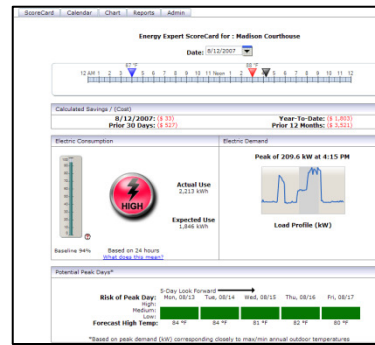 ScoreCard Calendar Chart Reports Admin
Energy Expert ScoreCard for : Madison Courthouse
Date: 8/12/2007
67 °F 88 °F
12 AM 1 2 3 4 5 6 7 8 9 10 11 Noon 1 2 3 4 5 6 7 8 9 10 11 12
Calculated Savings / (Cost)
8/12/2007: ($ 33) Year-To-Date: ($ 1,803)
Prior 30 Days: ($ 527) Prior 12 Months: ($ 3,521)
Electric Consumption Electric Demand
Peak of 209.6 kW at 4:15 PM
HIGH
Actual Use
2,213 kWh
Expected Use
1,846 kWh
Load Profile (kW)
Baseline 94% Based on 24 hours
What does this mean?
Potential Peak Days*
5-Day Look Forward
Risk of Peak Day: Mon, 08/13 Tue, 08/14 Wed, 08/15 Thu, 08/16 Fri, 08/17
High:
Medium:
Low:
Forecast High Temp: 84 °F 84 °F 81 °F 82 °F 80 °F
*Based on peak demand (kW) corresponding closely to max/min annual outdoor temperatures